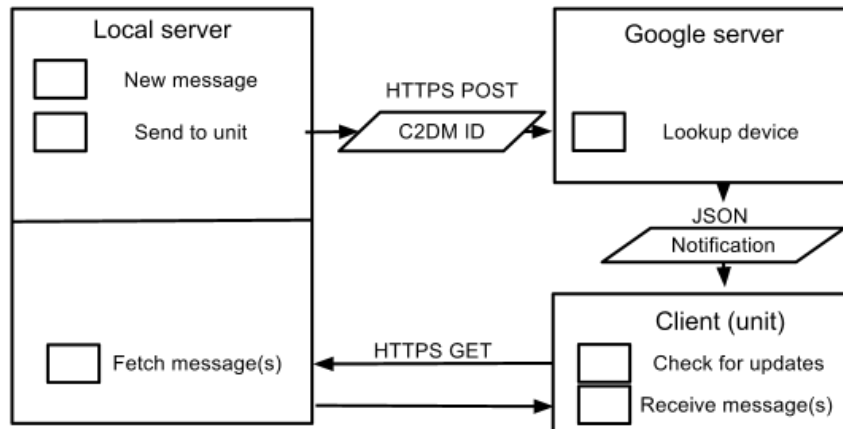 Local server
New message
Send to unit
HTTPS POST
C2DM ID
Google server
Lookup device
JSON
Notification
Client (unit)
Check for updates
Receive message(s)
HTTPS GET
Fetch message(s)